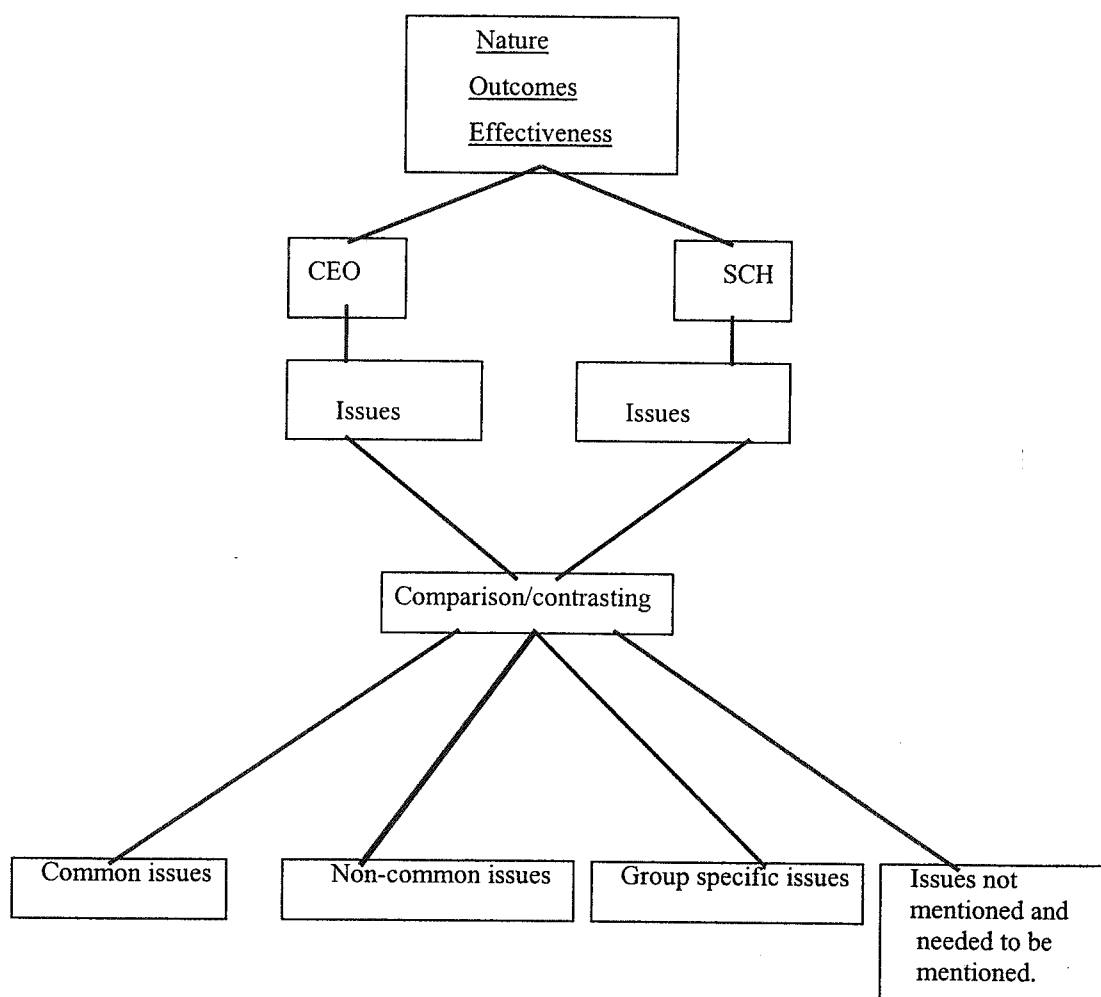 Nature
Outcomes
Effectiveness
CEO
SCH
Issues
Issues
Comparison/contrasting
Common issues
Non-common issues
Group specific issues
Issues not
mentioned and
needed to be
mentioned.